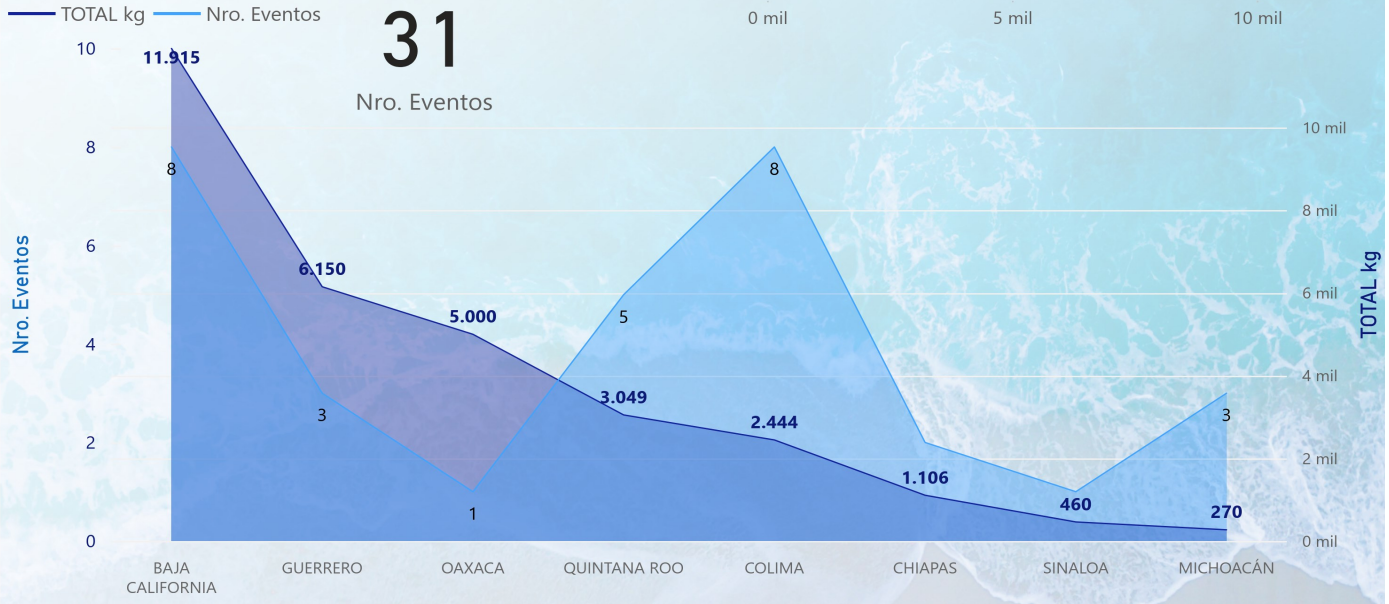 TOTAL kg Nro. Eventos
31
Nro. Eventos
0 mil 5 mil 10 mil
10
8
6
4
2
0
Nro. Eventos
11.915
6.150
5.000
3.049
2.444
1.106
460
270
8
3
1
5
8
3
10 mil
8 mil
6 mil
4 mil
2 mil
0 mil
TOTAL kg
BAJA
CALIFORNIA
GUERRERO
OAXACA
QUINTANA ROO
COLIMA
CHIAPAS
SINALOA
MICHOACÁN